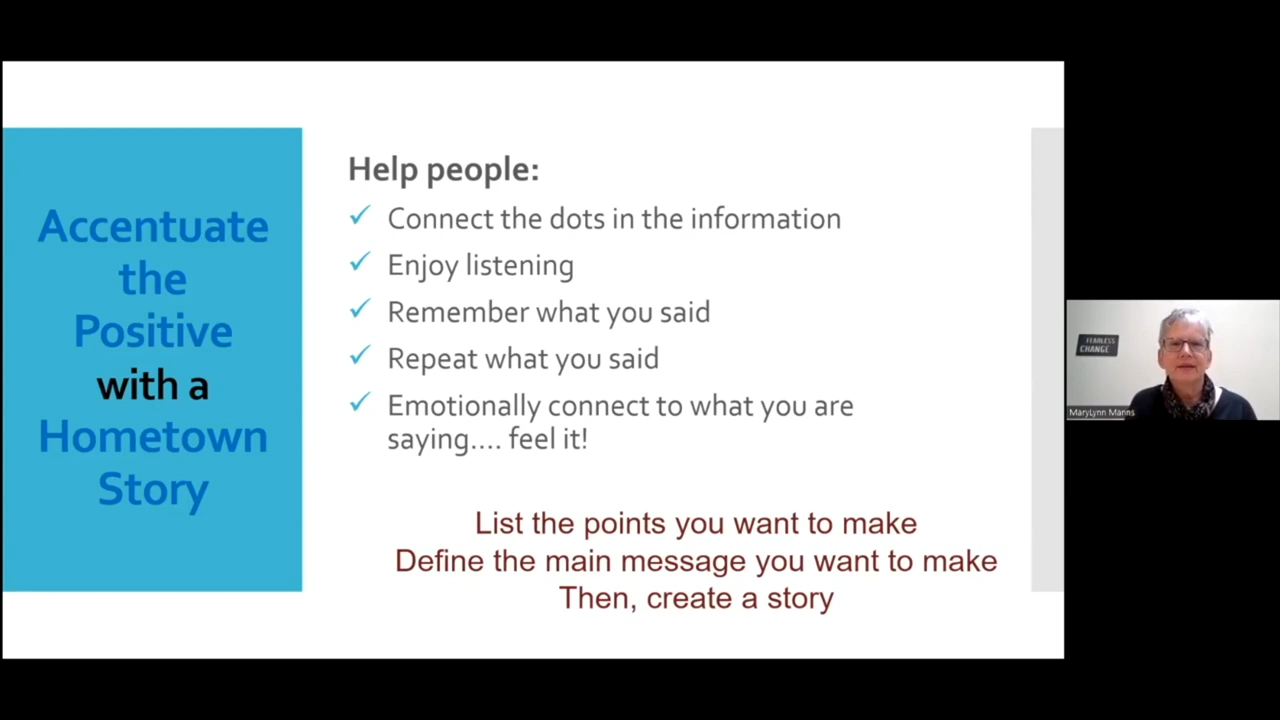 Accentuate
the
Positive
with a
Hometown
Story
Help people:
✓ Connect the dots in the information
✓ Enjoy listening
✓ Remember what you said
✓ Repeat what you said
✓ Emotionally connect to what you are
saying.... feel it!
List the points you want to make
Define the main message you want to make
Then, create a story
FEARLESS
CHANGE
MaryLynn Manns